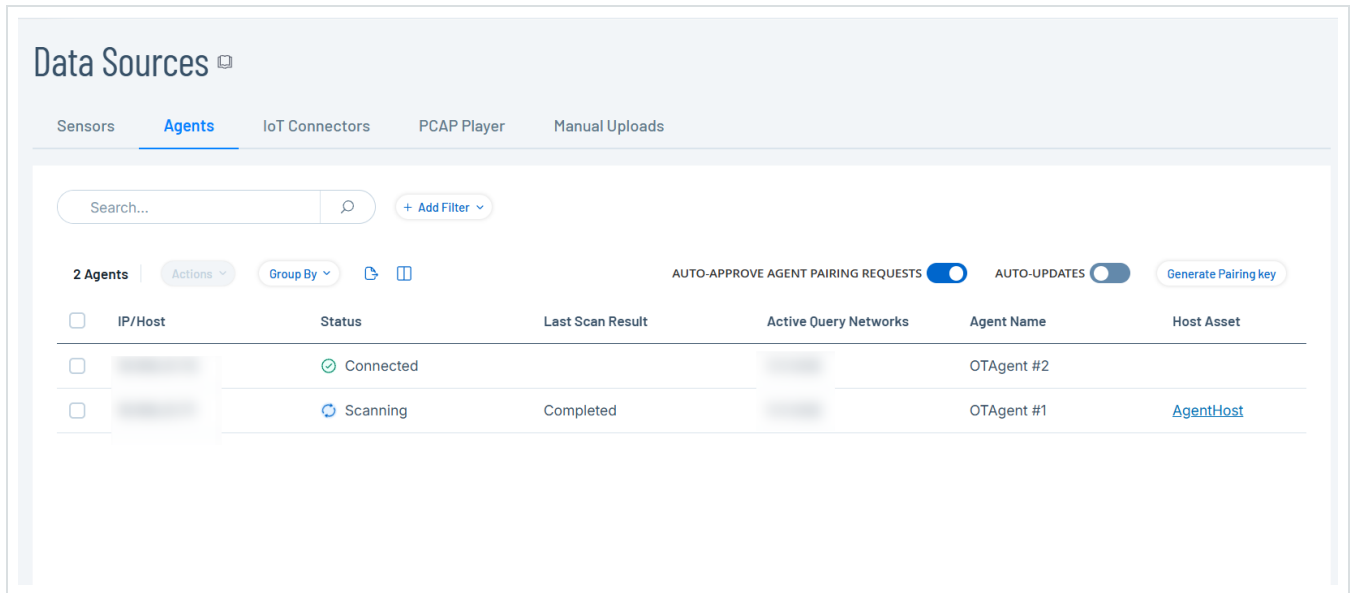 Data Sources
Sensors Agents IoT Connectors PCAP Player Manual Uploads
Search... + Add Filter
2 Agents Actions Group By AUTO-APPROVE AGENT PAIRING REQUESTS AUTO-UPDATES Generate Pairing key
IP/Host Status Last Scan Result Active Query Networks Agent Name Host Asset
Connected OTAgent #2
Scanning Completed OTAgent #1 AgentHost